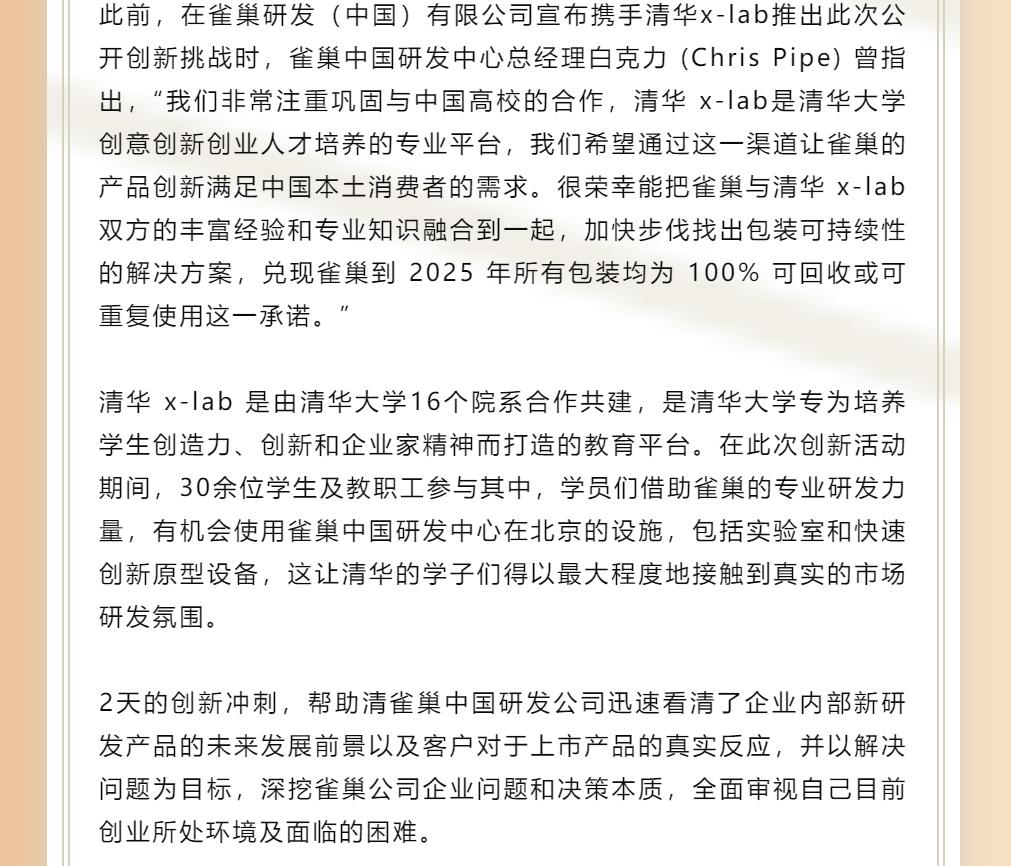 此前，在雀巢研发（中国）有限公司宣布携手清华x-lab推出此次公
开创新挑战时，雀巢中国研发中心总经理白克力 (Chris Pipe) 曾指
出，“我们非常注重巩固与中国高校的合作，清华 x-lab是清华大学
创意创新创业人才培养的专业平台，我们希望通过这一渠道让雀巢的
产品创新满足中国本土消费者的需求。很荣幸能把雀巢与清华 x-lab
双方的丰富经验和专业知识融合到一起，加快步伐找出包装可持续性
的解决方案，兑现雀巢到 2025 年所有包装均为 100% 可回收或可
重复使用这一承诺。”
清华 x-lab 是由清华大学16个院系合作共建，是清华大学专为培养
学生创造力、创新和企业家精神而打造的教育平台。在此次创新活动
期间，30余位学生及教职工参与其中，学员们借助雀巢的专业研发力
量，有机会使用雀巢中国研发中心在北京的设施，包括实验室和快速
创新原型设备，这让清华的学子们得以最大程度地接触到真实的市场
研发氛围。
2天的创新冲刺，帮助清雀巢中国研发公司迅速看清了企业内部新研
发产品的未来发展前景以及客户对于上市产品的真实反应，并以解决
问题为目标，深挖雀巢公司企业问题和决策本质，全面审视自己目前
创业所处环境及面临的困难。